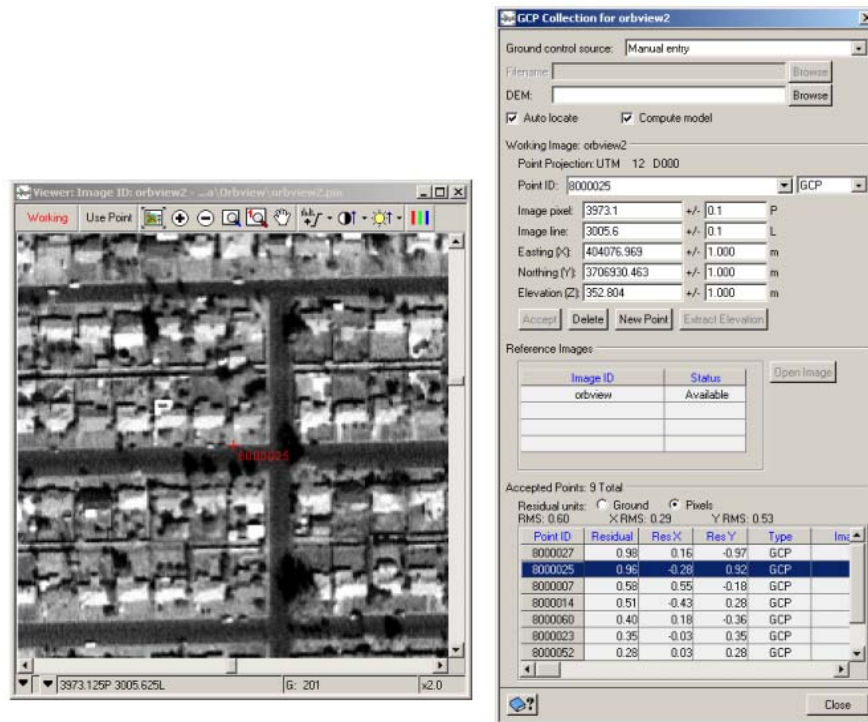 GCP Collection for orbview2
Ground control source: Manual entry
Filename: Browse
DEM: Browse
Auto locate Compute model
Working Image: orbview2
Point Projection: UTM 12 D000
Point ID: 8000025 GCP
Image pixel: 3973.1 +/- 0.1 P
Image line: 3005.6 +/- 0.1 L
Easting (X): 404076.969 +/- 1.000 m
Northing (Y): 3706930.463 +/- 1.000 m
Elevation (Z): 352.804 +/- 1.000 m
Accept Delete New Point Extract Elevation
Reference Images
Image ID Status Open Image
orbview Available
Accepted Points: 9 Total
Residual units: Ground Pixels
RMS: 0.60 X RMS: 0.29 Y RMS: 0.53
Point ID Residual Res X Res Y Type Ima
8000027 0.98 0.16 -0.97 GCP
8000025 0.96 -0.28 0.92 GCP
8000007 0.58 0.55 -0.18 GCP
8000014 0.51 -0.43 0.28 GCP
8000060 0.40 0.18 -0.36 GCP
8000023 0.35 -0.03 0.35 GCP
8000052 0.28 0.03 0.28 GCP
Close
Viewer: Image ID: orbview2 - ...a\Orbview\orbview2.pix
Working Use Point
8000025
3973.125P 3005.625L G: 201 x2.0